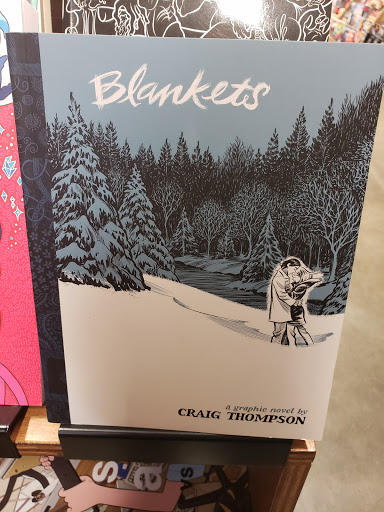 Blankets
a graphic novel by
CRAIG THOMPSON